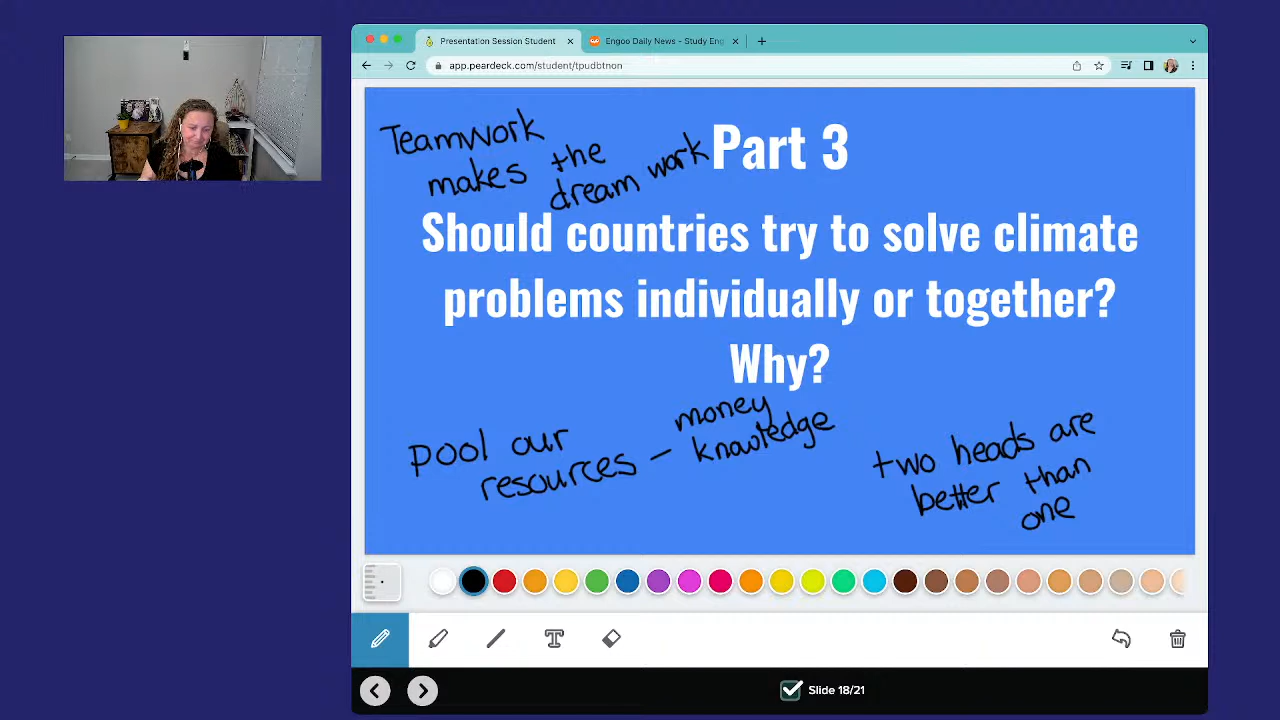 Presentation Session Student
Engoo Daily News - Study Eng
app.peardeck.com/student/tpudbtnon
Teamwork
makes the
dream work
Part 3
Should countries try to solve climate
problems individually or together?
Why?
pool our
resources – money
knowledge
two heads are
better than
one
T
Slide 18/21